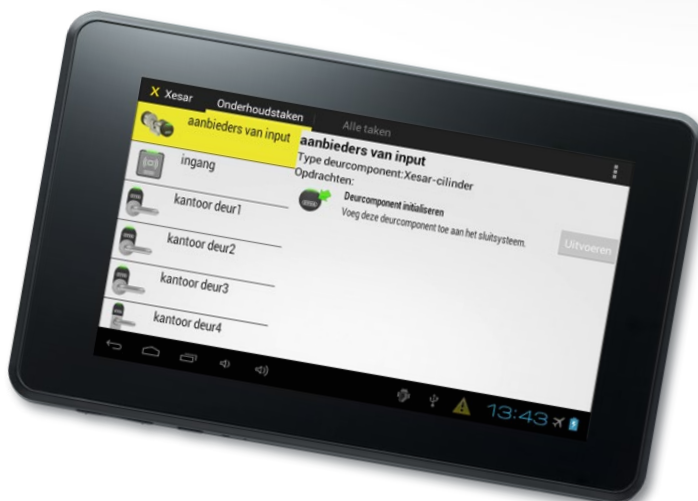 X Xesar
Onderhoudstaken
Alle taken
aanbieders van input
ingang
kantoor deur1
kantoor deur2
kantoor deur3
kantoor deur4
aanbieders van input
Type deurcomponent:Xesar-cilinder
Opdrachten:
Deurcomponent initialiseren
Voeg deze deurcomponent toe aan het sluitsysteem.
Uitvoeren
13:43